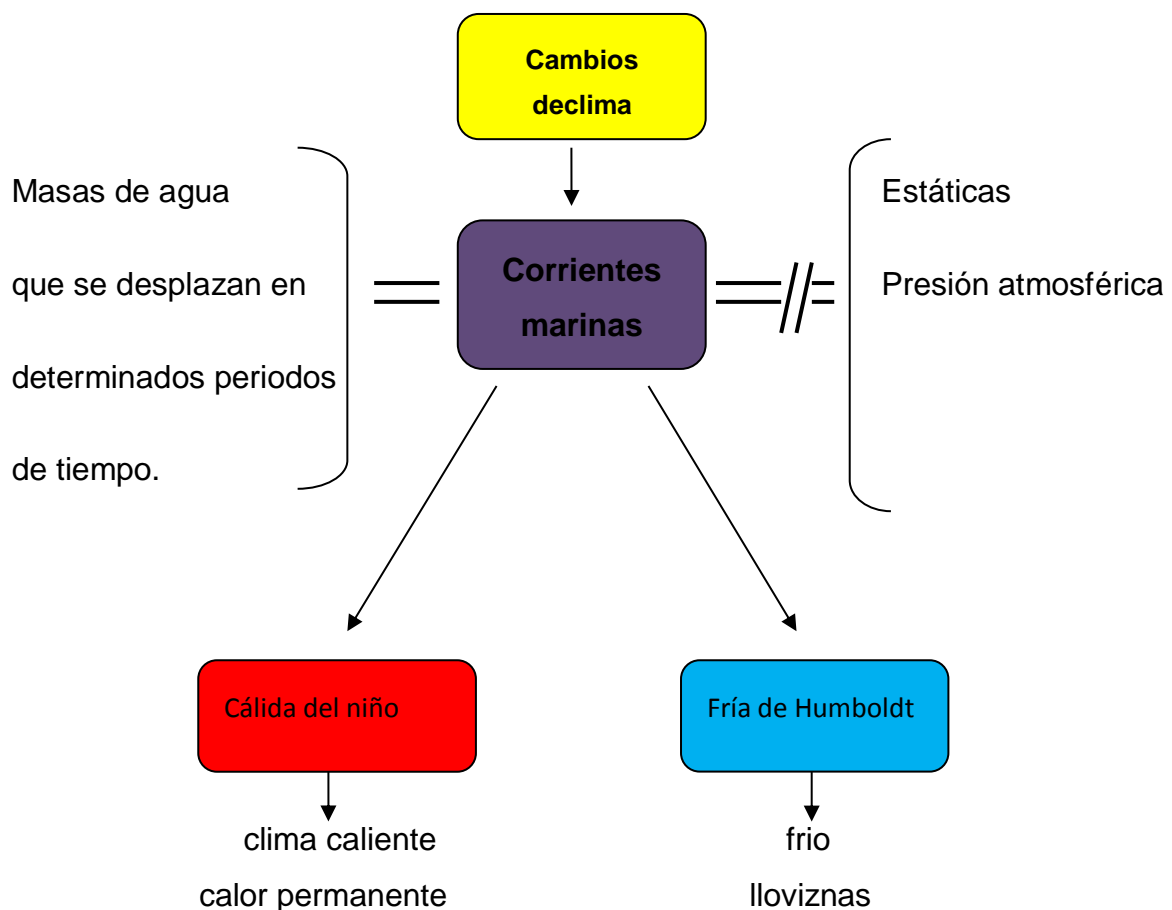 Cambios
declima
Masas de agua
que se desplazan en
determinados periodos
de tiempo.
Corrientes
marinas
Estáticas
Presión atmosférica
Cálida del niño
Fría de Humboldt
clima caliente
calor permanente
frio
lloviznas